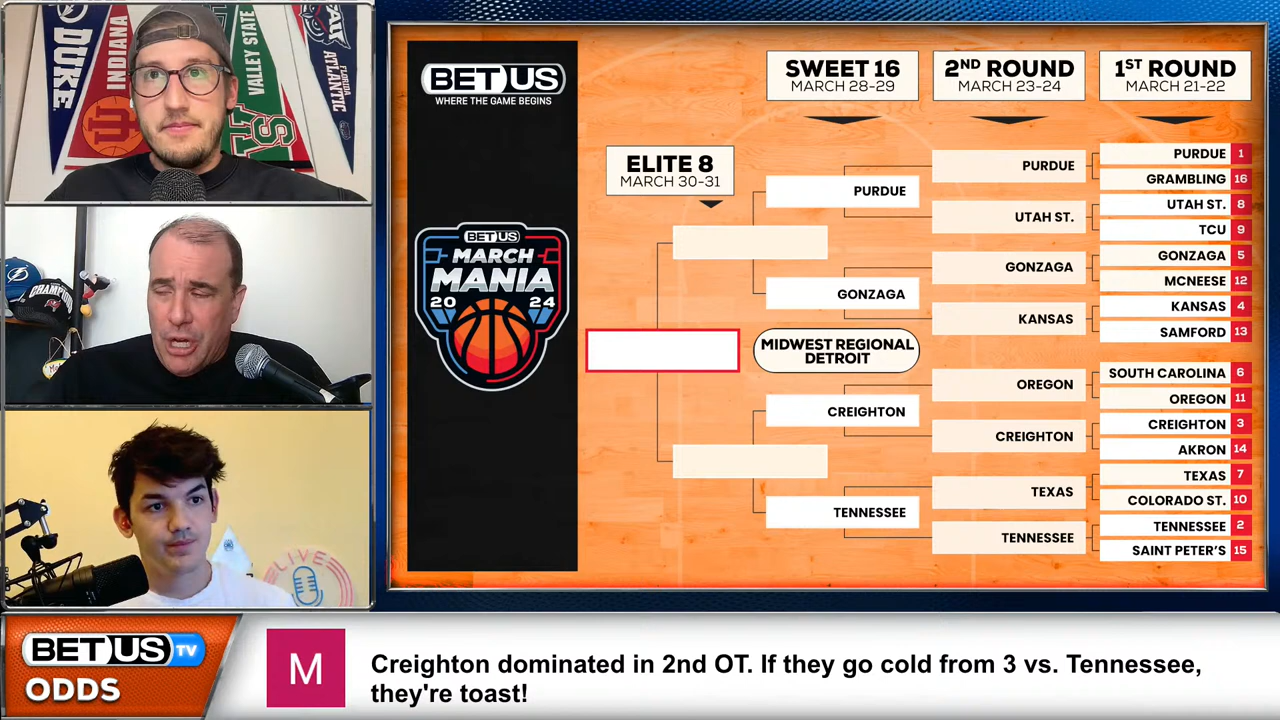 DUKE
INDIANA
VALLEY STATE
FAU
FLORIDA
ATLANTIC
CHAMPIONS
LIVE
BETUS
WHERE THE GAME BEGINS
BETUS
MARCH
MANIA
20 24
SWEET 16
MARCH 28-29
2ND ROUND
MARCH 23-24
1ST ROUND
MARCH 21-22
ELITE 8
MARCH 30-31
PURDUE
GONZAGA
MIDWEST REGIONAL
DETROIT
CREIGHTON
TENNESSEE
PURDUE
UTAH ST.
GONZAGA
KANSAS
OREGON
CREIGHTON
TEXAS
TENNESSEE
PURDUE 1
GRAMBLING 16
UTAH ST. 8
TCU 9
GONZAGA 5
MCNEESE 12
KANSAS 4
SAMFORD 13
SOUTH CAROLINA 6
OREGON 11
CREIGHTON 3
AKRON 14
TEXAS 7
COLORADO ST. 10
TENNESSEE 2
SAINT PETER'S 15
BETUS TV
ODDS
M
Creighton dominated in 2nd OT. If they go cold from 3 vs. Tennessee,
they're toast!